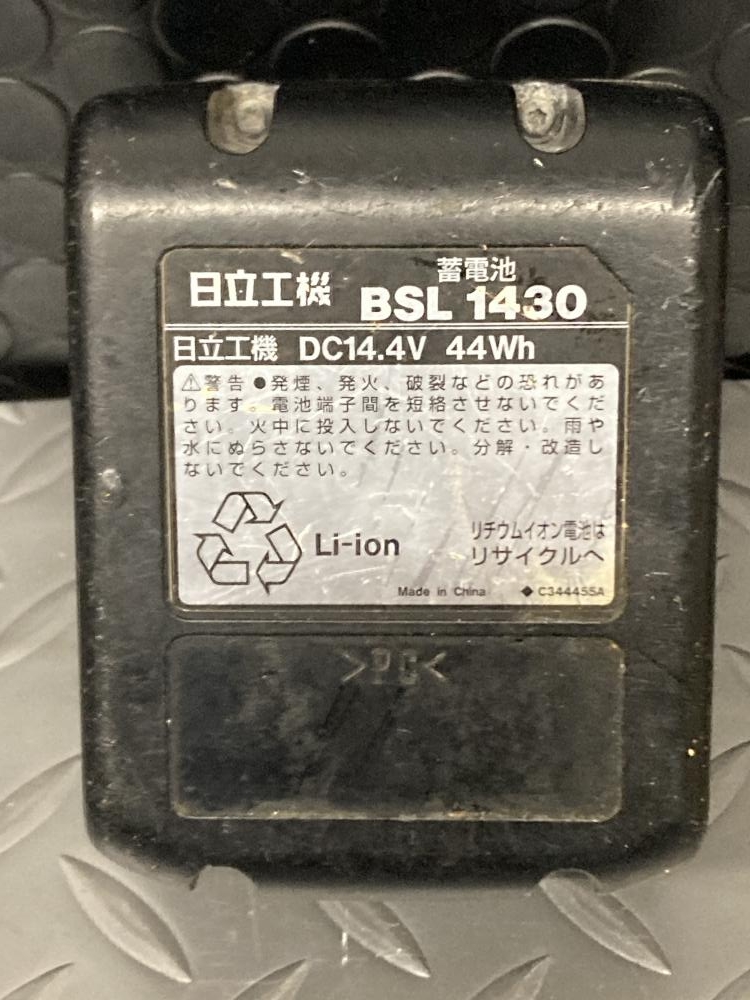 蓄電池
日立工機 BSL 1430
日立工機 DC14.4V 44Wh
⚠警告 ●発煙、発火、破裂などの恐れがあ
ります。電池端子間を短絡させないでくだ
さい。火中に投入しないでください。雨や
水にぬらさないでください。分解・改造し
ないでください。
Li-ion
リチウムイオン電池は
リサイクルへ
Made in China ◆ C344455A
>PC<